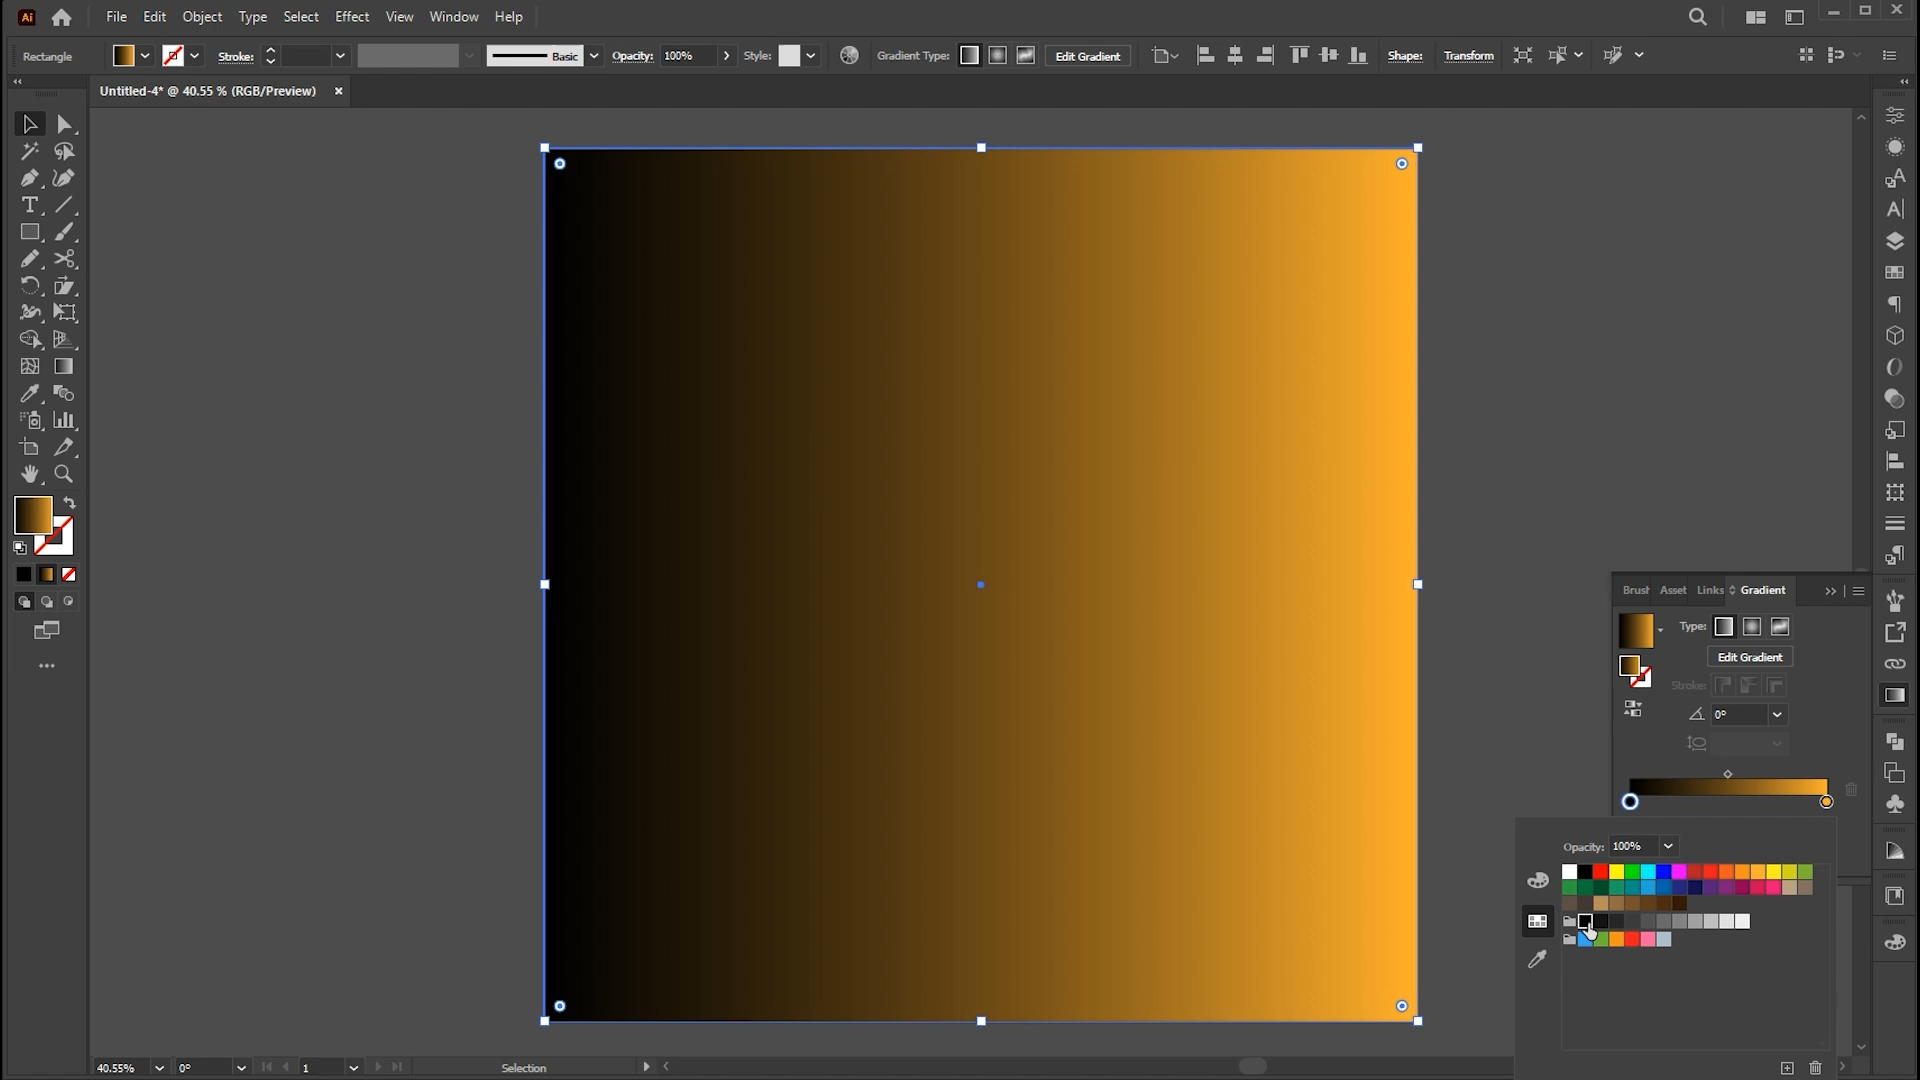 Ai File Edit Object Type Select Effect View Window Help
Rectangle Stroke: Basic Opacity: 100% Style: Gradient Type: Edit Gradient Shape: Transform
Untitled-4* @ 40.55 % (RGB/Preview)
Brush Asset Links Gradient
Type:
Edit Gradient
Stroke:
0°
Opacity: 100%
40.55% 0° 1 Selection